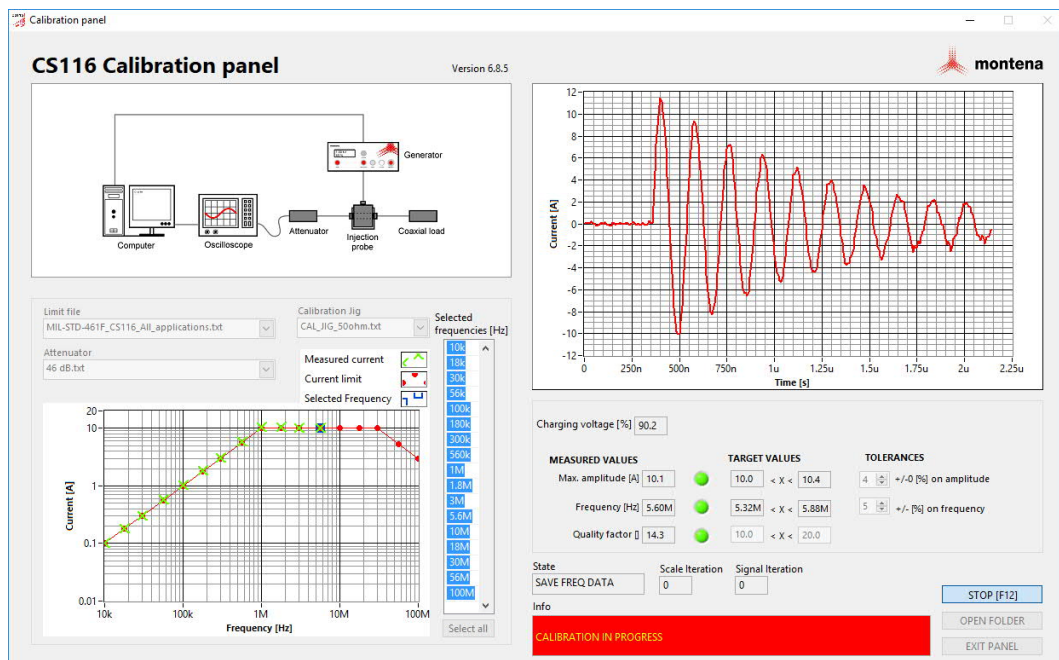 Calibration panel
CS116 Calibration panel
Version 6.8.5
montena
Generator
Computer
Oscilloscope
Attenuator
Injection
probe
Coaxial load
Limit file
MIL-STD-461F_CS116_All_applications.txt
Calibration Jig
CAL_JIG_50ohm.txt
Attenuator
46 dB.txt
Measured current
Current limit
Selected Frequency
Selected
frequencies [Hz]
10k
18k
30k
56k
100k
180k
300k
560k
1M
1.8M
3M
5.6M
10M
18M
30M
56M
100M
Select all
Current [A]
20
10
1
0.1
0.01
10k 100k 1M 10M 100M
Frequency [Hz]
Current [A]
12
10
8
6
4
2
0
-2
-4
-6
-8
-10
-12
0 250n 500n 750n 1u 1.25u 1.5u 1.75u 2u 2.25u
Time [s]
Charging voltage [%] 90.2
MEASURED VALUES TARGET VALUES TOLERANCES
Max. amplitude [A] 10.1 10.0 < X < 10.4 4 +/-0 [%] on amplitude
Frequency [Hz] 5.60M 5.32M < X < 5.88M 5 +/- [%] on frequency
Quality factor [] 14.3 10.0 < X < 20.0
State Scale Iteration Signal Iteration
SAVE FREQ DATA 0 0
Info
CALIBRATION IN PROGRESS
STOP [F12]
OPEN FOLDER
EXIT PANEL